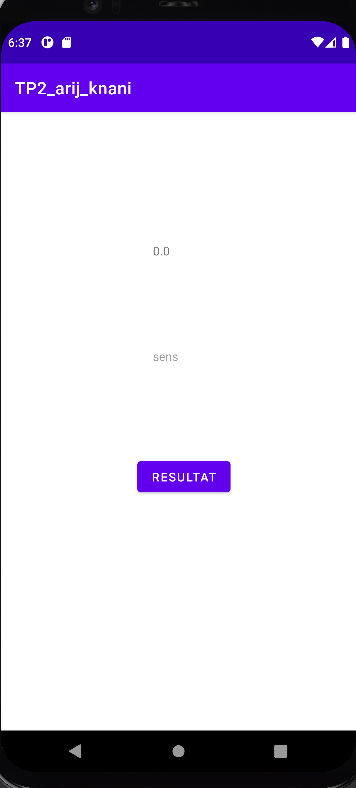 6:37
TP2_arij_knani
0.0
sens
RESULTAT